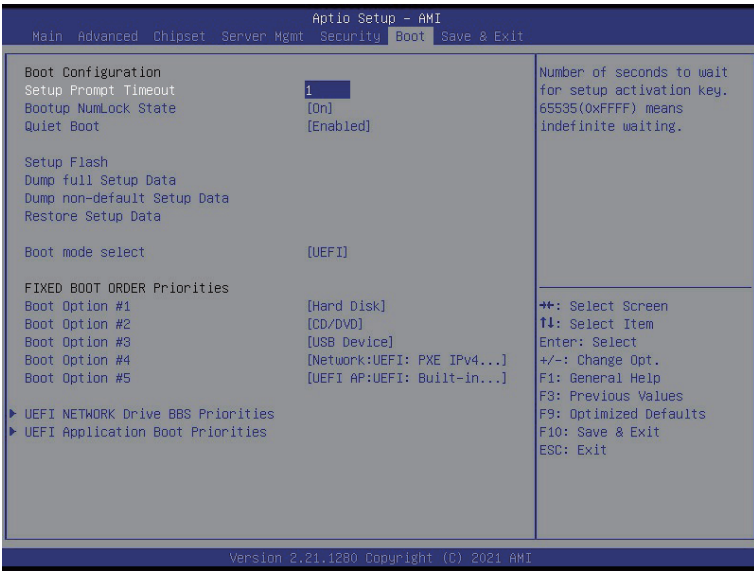 Aptio Setup – AMI
Main Advanced Chipset Server Mgmt Security Boot Save & Exit
Boot Configuration
Setup Prompt Timeout 1
Bootup NumLock State [On]
Quiet Boot [Enabled]
Setup Flash
Dump full Setup Data
Dump non-default Setup Data
Restore Setup Data
Boot mode select [UEFI]
FIXED BOOT ORDER Priorities
Boot Option #1 [Hard Disk]
Boot Option #2 [CD/DVD]
Boot Option #3 [USB Device]
Boot Option #4 [Network:UEFI: PXE IPv4...]
Boot Option #5 [UEFI AP:UEFI: Built-in...]
UEFI NETWORK Drive BBS Priorities
UEFI Application Boot Priorities
Number of seconds to wait
for setup activation key.
65535(0xFFFF) means
indefinite waiting.
→←: Select Screen
↑↓: Select Item
Enter: Select
+/-: Change Opt.
F1: General Help
F3: Previous Values
F9: Optimized Defaults
F10: Save & Exit
ESC: Exit
Version 2.21.1280 Copyright (C) 2021 AMI